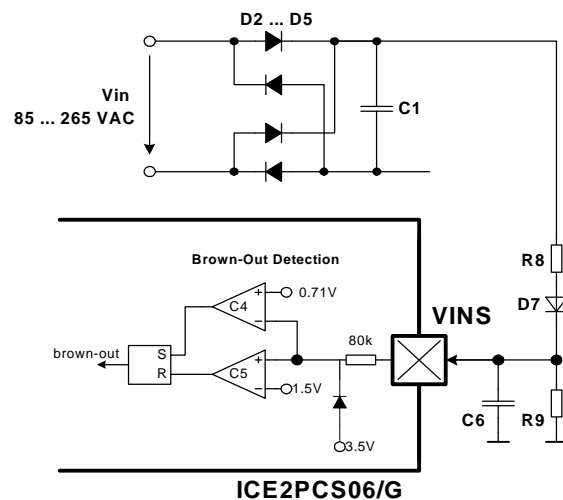 D2 ... D5
Vin
85 ... 265 VAC
C1
R8
Brown-Out Detection
D7
0.71V
C4
VINS
80k
brown-out
S
R
C5
1.5V
C6
R9
3.5V
ICE2PCS06/G